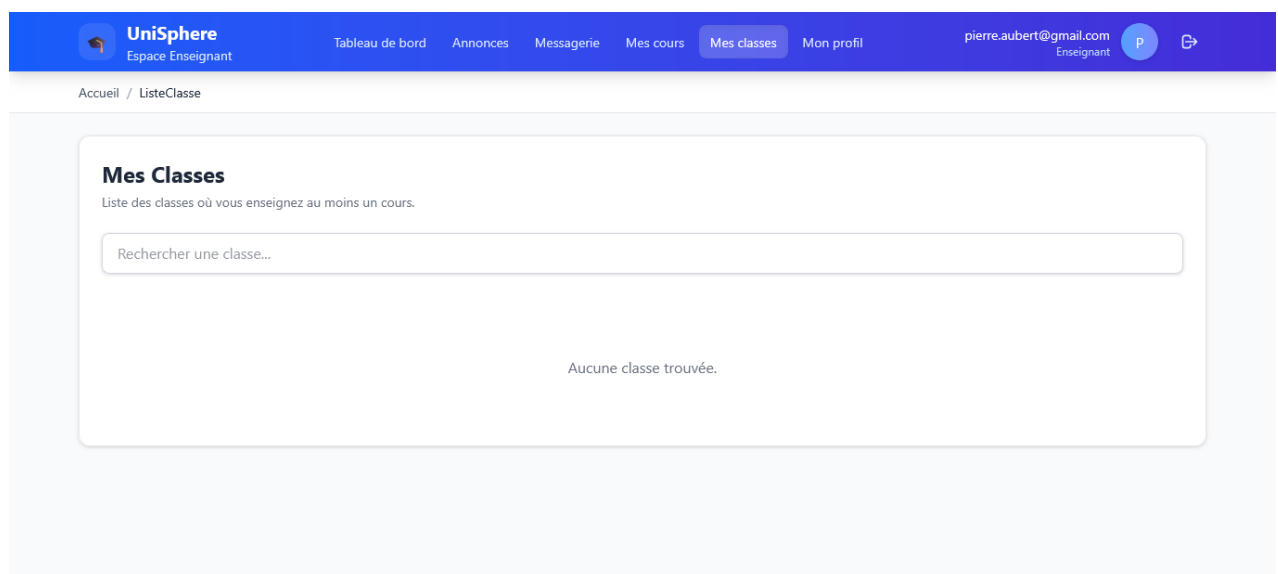 UniSphere
Espace Enseignant
Tableau de bord
Annonces
Messagerie
Mes cours
Mes classes
Mon profil
pierre.aubert@gmail.com
Enseignant
P
Accueil / ListeClasse
Mes Classes
Liste des classes où vous enseignez au moins un cours.
Rechercher une classe...
Aucune classe trouvée.